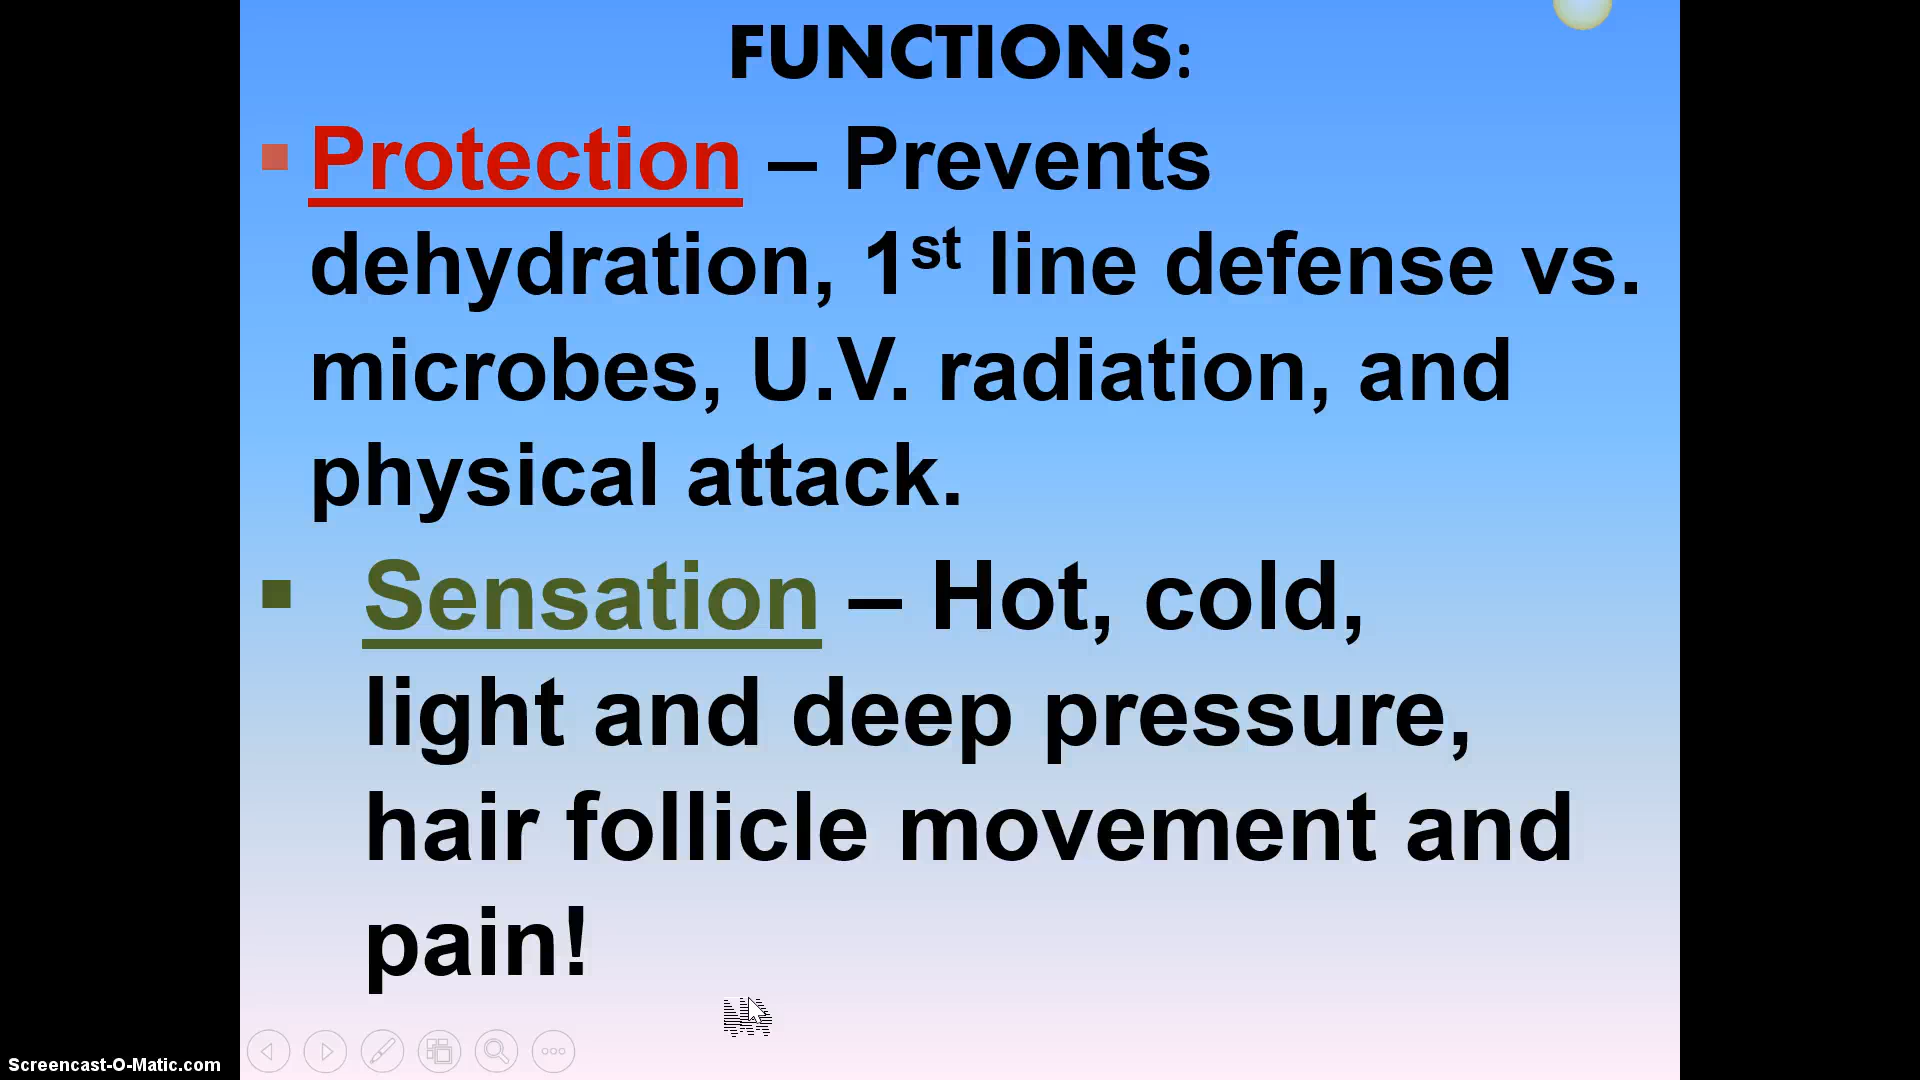 FUNCTIONS:
Protection – Prevents
dehydration, 1st line defense vs.
microbes, U.V. radiation, and
physical attack.
Sensation – Hot, cold,
light and deep pressure,
hair follicle movement and
pain!
Screencast-O-Matic.com